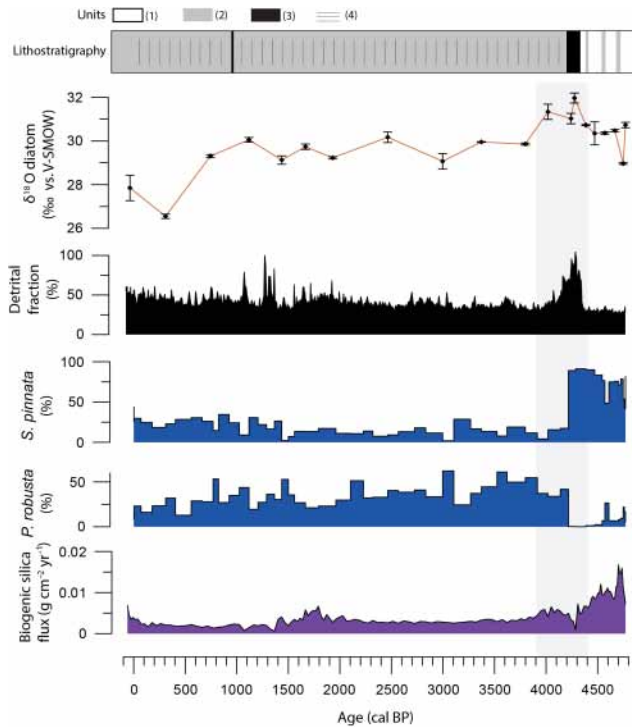 Units (1) (2) (3) (4)
Lithostratigraphy
δ¹⁸O diatom
(‰ vs.V-SMOW)
32
30
28
26
Detrital
fraction
(%)
100
50
0
S. pinnata
(%)
100
50
0
P. robusta
(%)
50
0
Biogenic silica
flux (g cm⁻² yr⁻¹)
0.02
0.01
0
0 500 1000 1500 2000 2500 3000 3500 4000 4500
Age (cal BP)